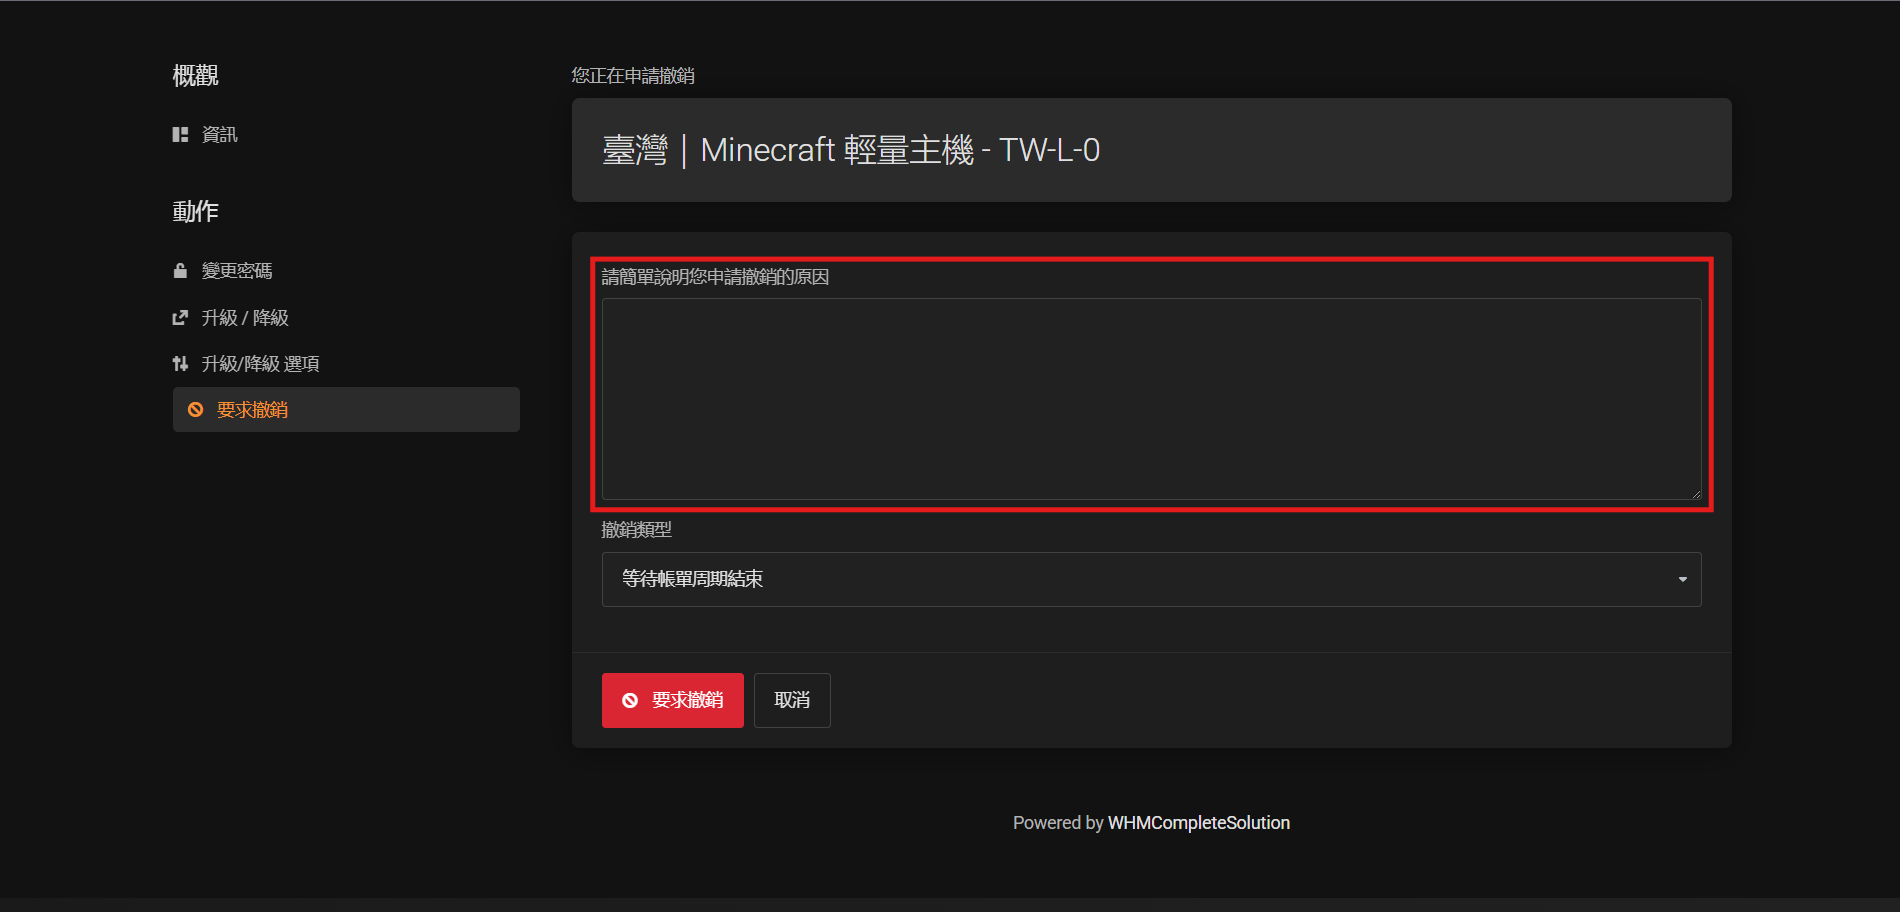 概觀
資訊
動作
變更密碼
升級 / 降級
升級/降級 選項
要求撤銷
您正在申請撤銷
臺灣｜Minecraft 輕量主機 - TW-L-0
請簡單說明您申請撤銷的原因
撤銷類型
等待帳單周期結束
要求撤銷
取消
Powered by WHMCompleteSolution